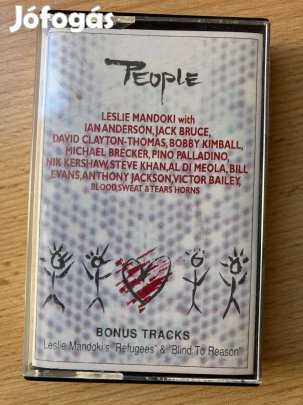 Jófogás
PEOPLE
LESLIE MANDOKI with
IAN ANDERSON, JACK BRUCE,
DAVID CLAYTON-THOMAS, BOBBY KIMBALL,
MICHAEL BRECKER, PINO PALLADINO,
NIK KERSHAW, STEVE KHAN, AL DI MEOLA, BILL
EVANS, ANTHONY JACKSON, VICTOR BAILEY,
BLOOD, SWEAT & TEARS HORNS
BONUS TRACKS
Leslie Mandoki's "Refugees" & "Blind To Reason"